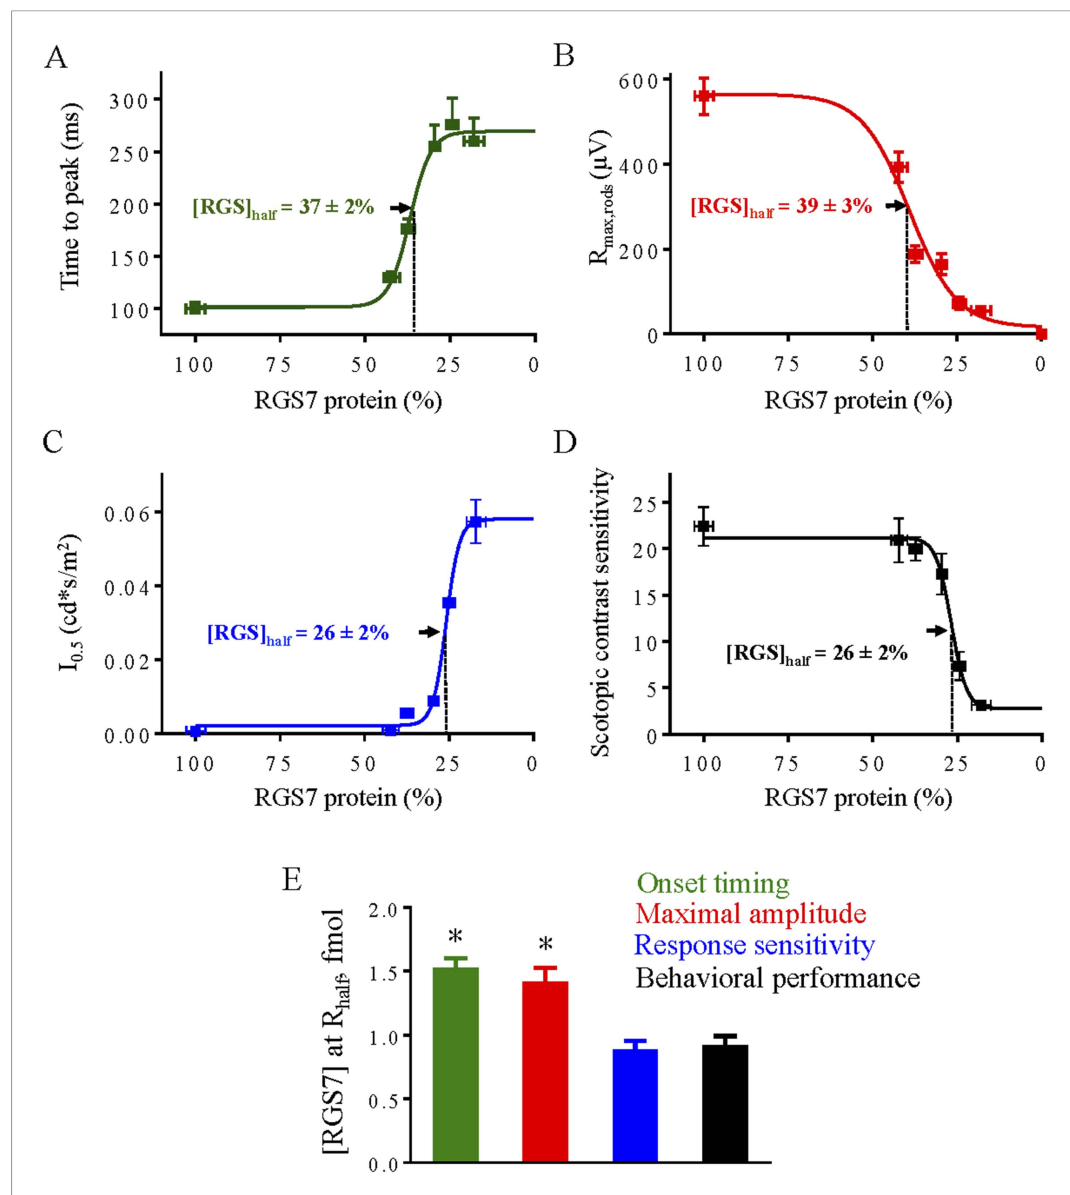 A
Time to peak (ms)
300
250
200
150
100
[RGS]half = 37 ± 2%
100 75 50 25 0
RGS7 protein (%)
B
Rmax,rods (µV)
600
400
200
0
[RGS]half = 39 ± 3%
100 75 50 25 0
RGS7 protein (%)
C
I0.5 (cd*s/m²)
0.06
0.04
0.02
0.00
[RGS]half = 26 ± 2%
100 75 50 25 0
RGS7 protein (%)
D
Scotopic contrast sensitivity
25
20
15
10
5
0
[RGS]half = 26 ± 2%
100 75 50 25 0
RGS7 protein (%)
E
[RGS7] at Rhalf, fmol
2.0
1.5
1.0
0.5
0.0
* *
Onset timing
Maximal amplitude
Response sensitivity
Behavioral performance